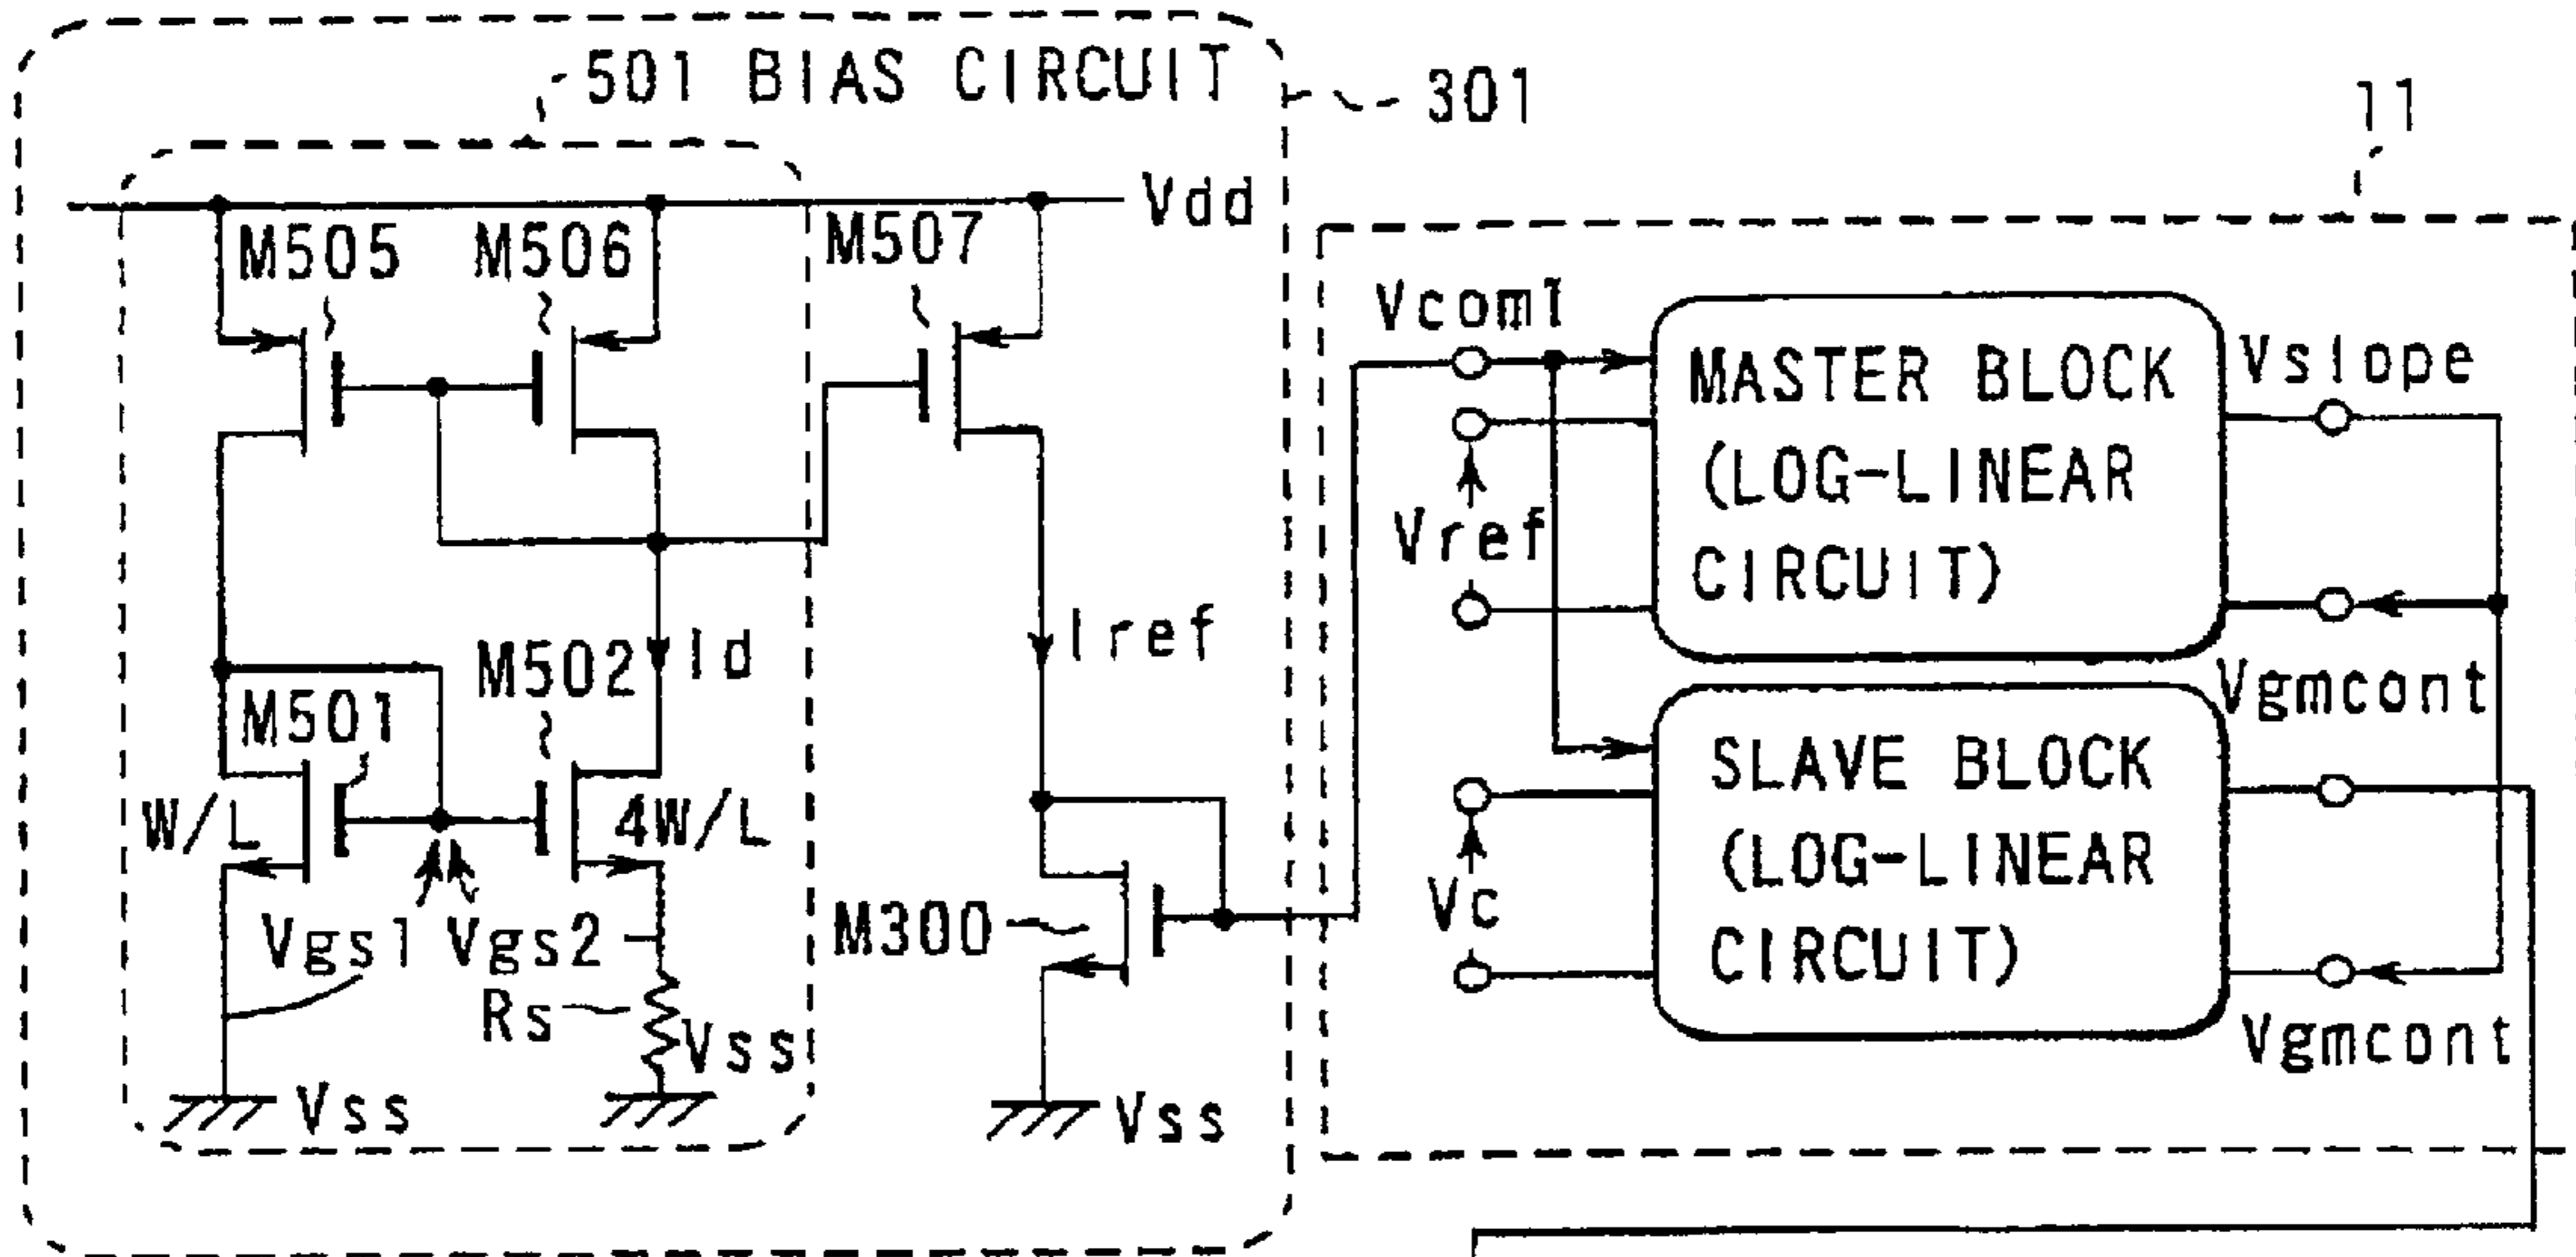 501 BIAS CIRCUIT
301
11
Vdd
M505
M506
M507
Vcom1
MASTER BLOCK
(LOG-LINEAR
CIRCUIT)
Vslope
Vref
Id
Iref
M502
M501
Vgmcont
SLAVE BLOCK
(LOG-LINEAR
CIRCUIT)
W/L
4W/L
Vc
M300
Vgs1
Vgs2
Rs
Vss
Vgmcont
Vss
Vss